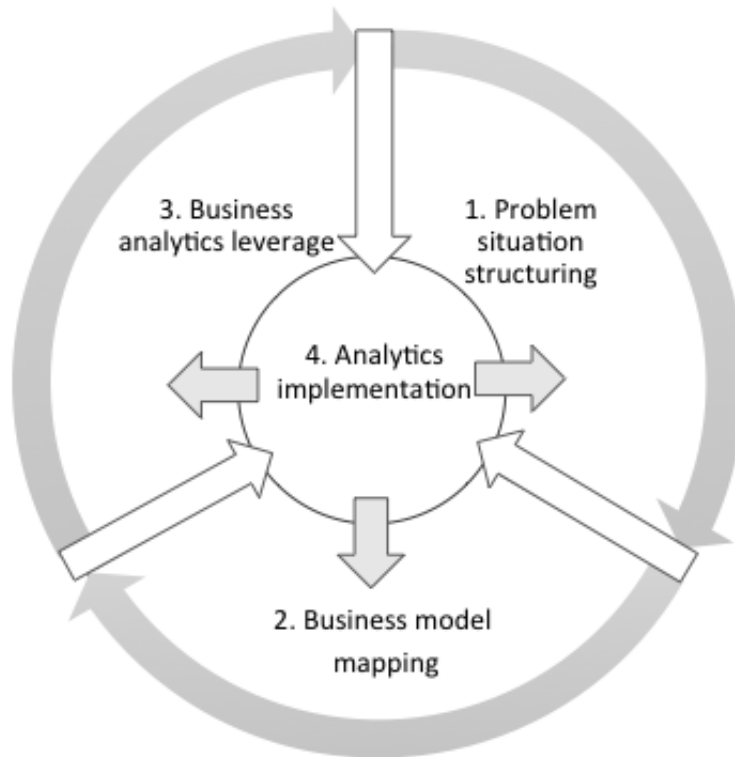 3. Business
analytics leverage
1. Problem
situation
structuring
4. Analytics
implementation
2. Business model
mapping